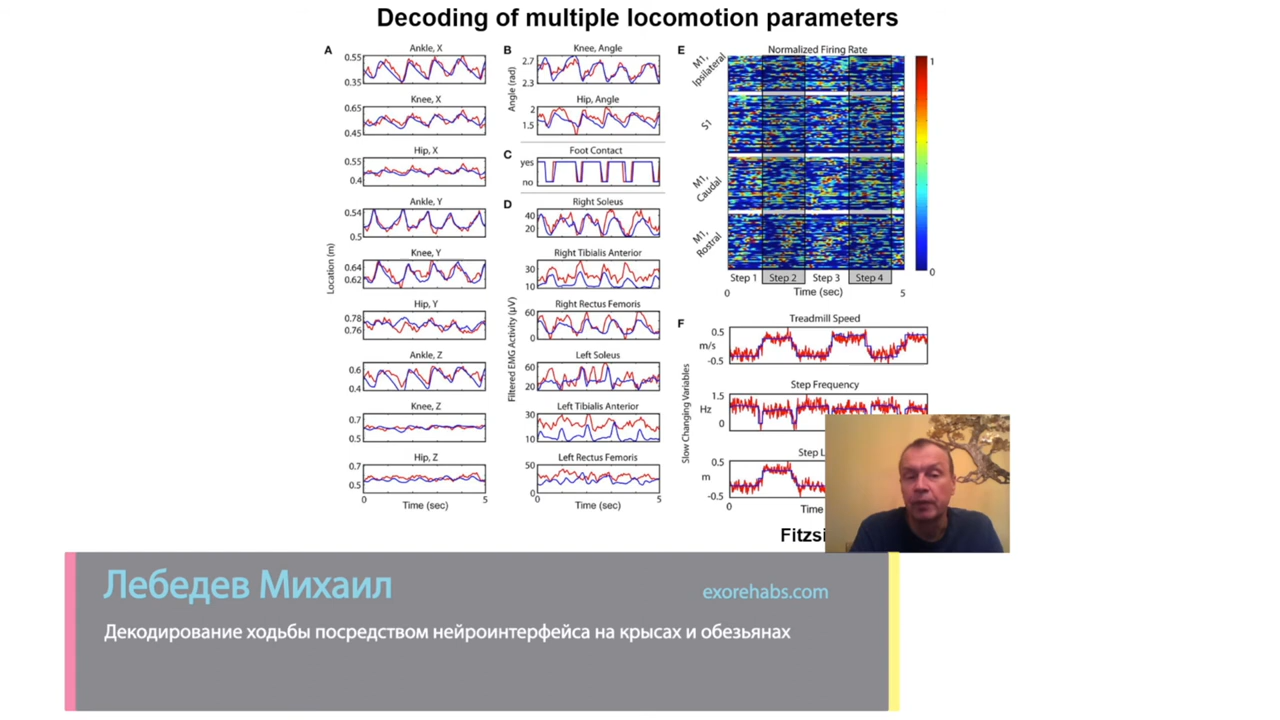 Decoding of multiple locomotion parameters
A
Ankle, X
0.55
0.35
Knee, X
0.65
0.45
Hip, X
0.55
0.4
Ankle, Y
0.54
0.5
Knee, Y
0.64
0.62
Hip, Y
0.78
0.76
Ankle, Z
0.6
0.4
Knee, Z
0.7
0.5
Hip, Z
0.7
0.5
Location (m)
0
5
Time (sec)
B
Knee, Angle
2.7
2.3
Hip, Angle
2
1.5
Angle (rad)
C
Foot Contact
yes
no
D
Right Soleus
40
20
Right Tibialis Anterior
30
10
Right Rectus Femoris
60
0
Left Soleus
60
20
Left Tibialis Anterior
30
10
Left Rectus Femoris
50
0
Filtered EMG Activity (µV)
0
5
Time (sec)
E
Normalized Firing Rate
M1, Ipsilateral
S1
M1, Caudal
M1, Rostral
1
0
Step 1
Step 2
Step 3
Step 4
0
Time (sec)
5
F
Treadmill Speed
0.5
m/s
-0.5
Step Frequency
1.5
Hz
0
Step L
0.5
m
-0.5
Slow Changing Variables
0
Time
Fitzsi
Лебедев Михаил
exorehabs.com
Декодирование ходьбы посредством нейроинтерфейса на крысах и обезьянах